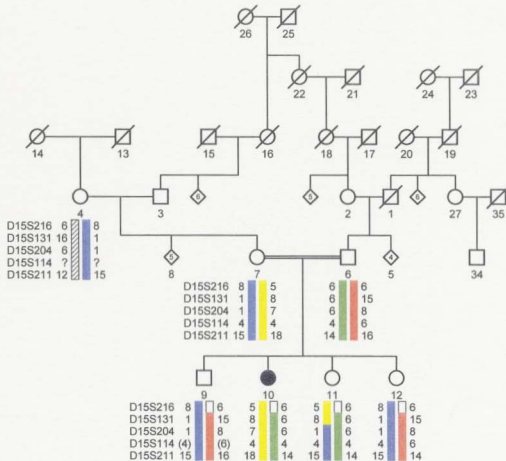 26 25
22 21 24 23
14 13 15 16 18 17 20 19
6 5 6
4 3 2 1 27 35
D15S216 6 8
D15S131 16 1
D15S204 6 1
D15S114 ? ?
D15S211 12 15
5 4
8 7 6 5 34
D15S216 8 5 6 6
D15S131 1 8 6 15
D15S204 1 7 6 8
D15S114 4 4 4 6
D15S211 15 18 14 16
9 10 11 12
D15S216 8 6 5 6 5 6 8 6
D15S131 1 15 8 6 8 6 1 15
D15S204 1 8 7 6 1 6 1 8
D15S114 (4) (6) 4 4 4 4 4 6
D15S211 15 16 18 14 15 14 15